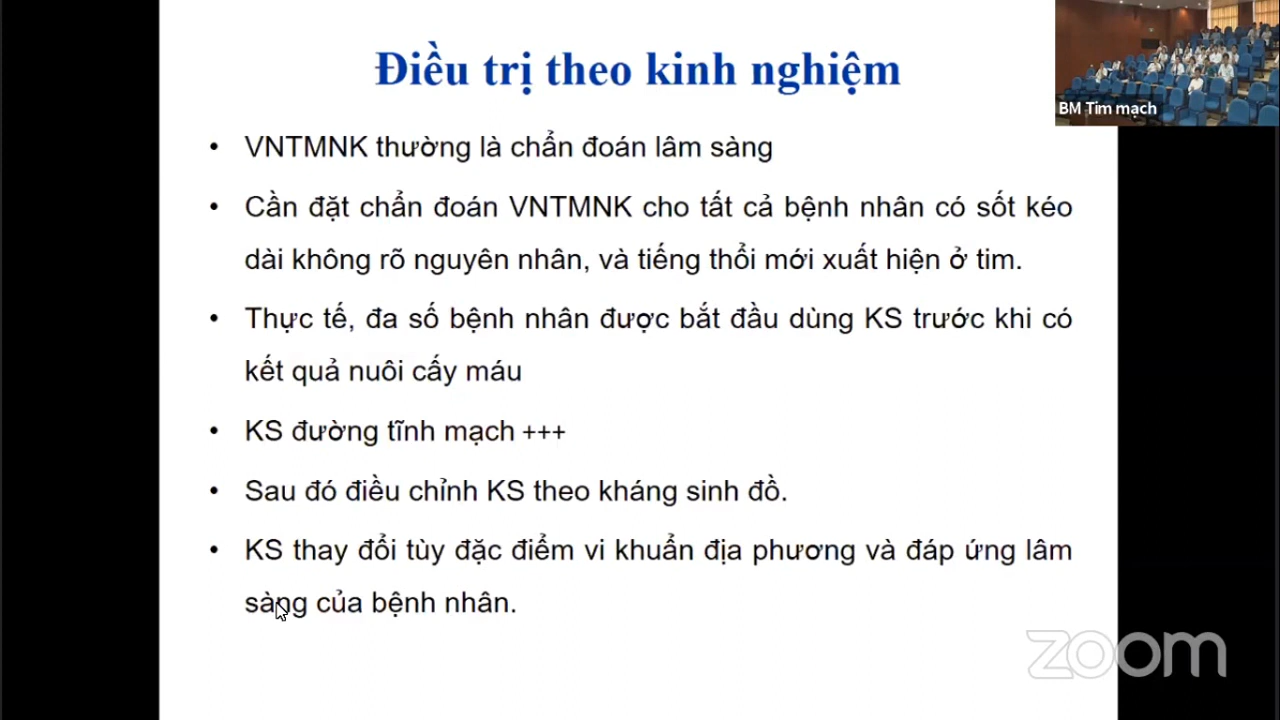 Điều trị theo kinh nghiệm
BM Tim mạch
• VNTMNK thường là chẩn đoán lâm sàng
• Cần đặt chẩn đoán VNTMNK cho tất cả bệnh nhân có sốt kéo
dài không rõ nguyên nhân, và tiếng thổi mới xuất hiện ở tim.
• Thực tế, đa số bệnh nhân được bắt đầu dùng KS trước khi có
kết quả nuôi cấy máu
• KS đường tĩnh mạch +++
• Sau đó điều chỉnh KS theo kháng sinh đồ.
• KS thay đổi tùy đặc điểm vi khuẩn địa phương và đáp ứng lâm
sàng của bệnh nhân.
zoom